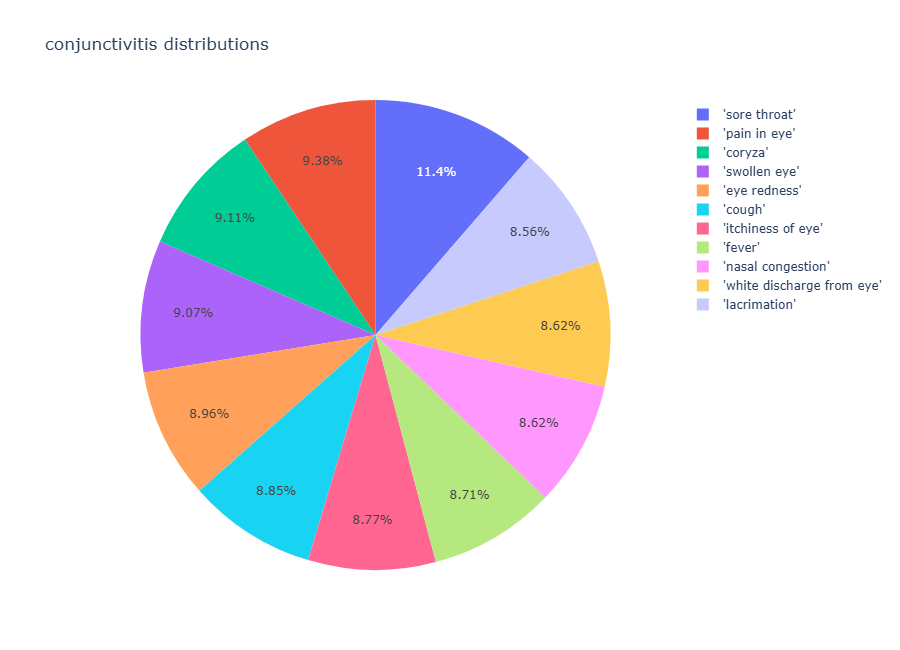 conjunctivitis distributions
11.4%
9.38%
9.11%
9.07%
8.96%
8.85%
8.77%
8.71%
8.62%
8.62%
8.56%
'sore throat'
'pain in eye'
'coryza'
'swollen eye'
'eye redness'
'cough'
'itchiness of eye'
'fever'
'nasal congestion'
'white discharge from eye'
'lacrimation'